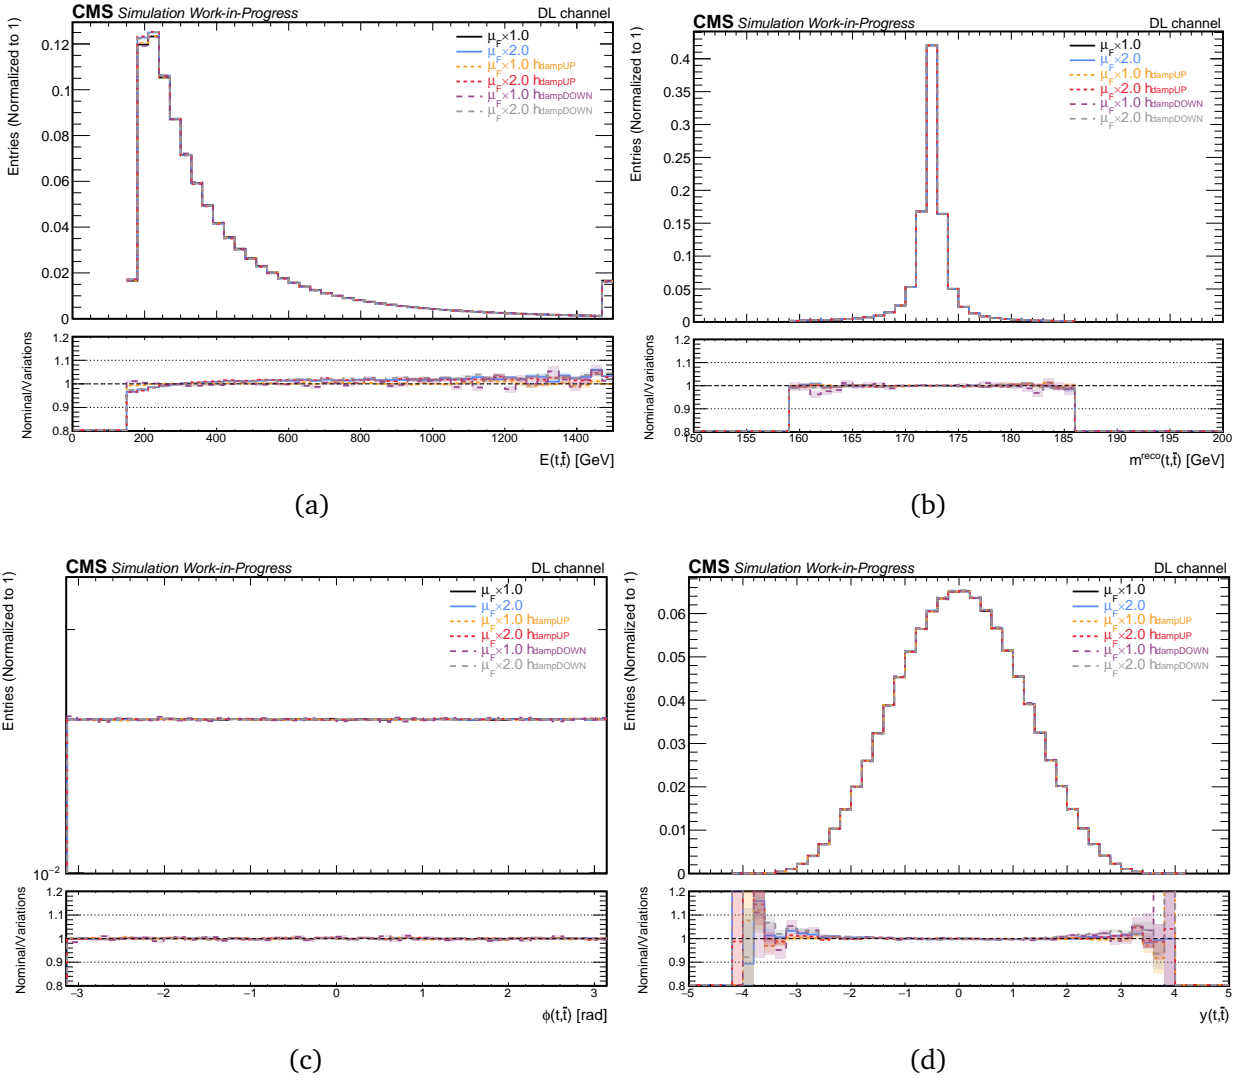 CMS Simulation Work-in-Progress DL channel
Entries (Normalized to 1)
0.12
0.1
0.08
0.06
0.04
0.02
0
μF×1.0
μF×2.0
μF×1.0 hdampUP
μF×2.0 hdampUP
μF×1.0 hdampDOWN
μF×2.0 hdampDOWN
Nominal/Variations
1.2
1.1
1
0.9
0.8
0 200 400 600 800 1000 1200 1400
E(t,t̄) [GeV]
(a)
CMS Simulation Work-in-Progress DL channel
Entries (Normalized to 1)
0.4
0.35
0.3
0.25
0.2
0.15
0.1
0.05
0
μF×1.0
μF×2.0
μF×1.0 hdampUP
μF×2.0 hdampUP
μF×1.0 hdampDOWN
μF×2.0 hdampDOWN
Nominal/Variations
1.2
1.1
1
0.9
0.8
150 155 160 165 170 175 180 185 190 195 200
m^reco(t,t̄) [GeV]
(b)
CMS Simulation Work-in-Progress DL channel
Entries (Normalized to 1)
10−2
μF×1.0
μF×2.0
μF×1.0 hdampUP
μF×2.0 hdampUP
μF×1.0 hdampDOWN
μF×2.0 hdampDOWN
Nominal/Variations
1.2
1.1
1
0.9
0.8
−3 −2 −1 0 1 2 3
ϕ(t,t̄) [rad]
(c)
CMS Simulation Work-in-Progress DL channel
Entries (Normalized to 1)
0.06
0.05
0.04
0.03
0.02
0.01
0
μF×1.0
μF×2.0
μF×1.0 hdampUP
μF×2.0 hdampUP
μF×1.0 hdampDOWN
μF×2.0 hdampDOWN
Nominal/Variations
1.2
1.1
1
0.9
0.8
−5 −4 −3 −2 −1 0 1 2 3 4 5
y(t,t̄)
(d)